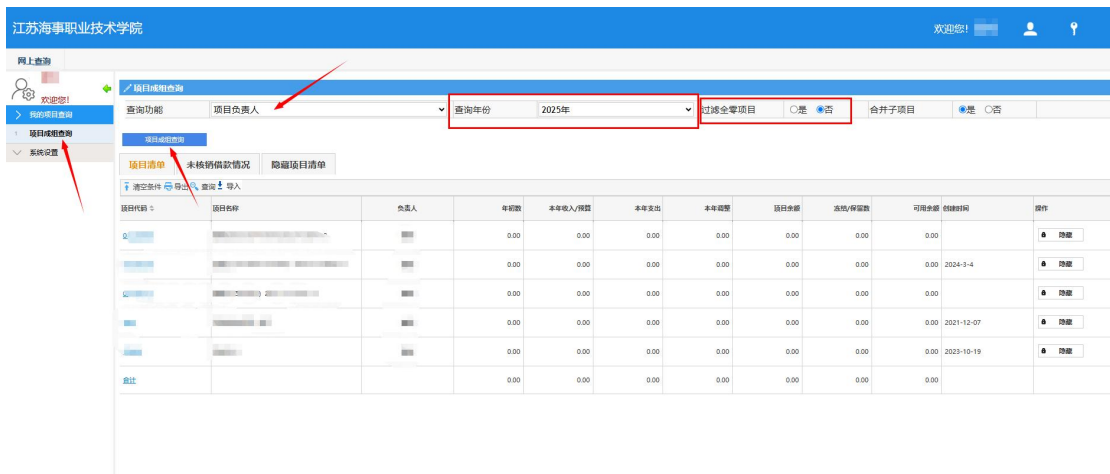 江苏海事职业技术学院 欢迎您!
网上查询
欢迎您!
项目成组查询
我的项目查询
1 项目成组查询
系统设置
查询功能 项目负责人 查询年份 2025年 过滤全零项目 是 否 合并子项目 是 否
项目成组查询
项目清单 未核销借款情况 隐藏项目清单
清空条件 导出 查询 导入
项目代码 项目名称 负责人 年初数 本年收入/预算 本年支出 本年调整 项目余额 冻结/保留数 可用余额 创建时间 操作
0.00 0.00 0.00 0.00 0.00 0.00 0.00 隐藏
0.00 0.00 0.00 0.00 0.00 0.00 0.00 2024-3-4 隐藏
0.00 0.00 0.00 0.00 0.00 0.00 0.00 隐藏
0.00 0.00 0.00 0.00 0.00 0.00 0.00 2021-12-07 隐藏
0.00 0.00 0.00 0.00 0.00 0.00 0.00 2023-10-19 隐藏
合计 0.00 0.00 0.00 0.00 0.00 0.00 0.00